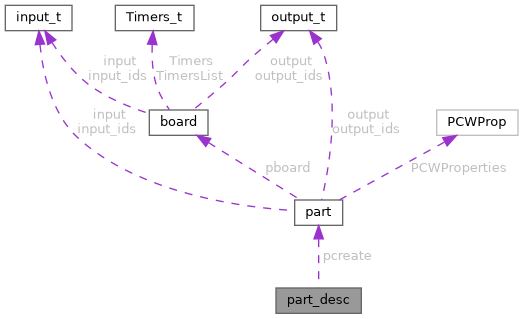 input_t
Timers_t
output_t
input
input_ids
Timers
TimersList
output
output_ids
input
input_ids
board
output
output_ids
PCWProp
pboard
PCWProperties
part
pcreate
part_desc